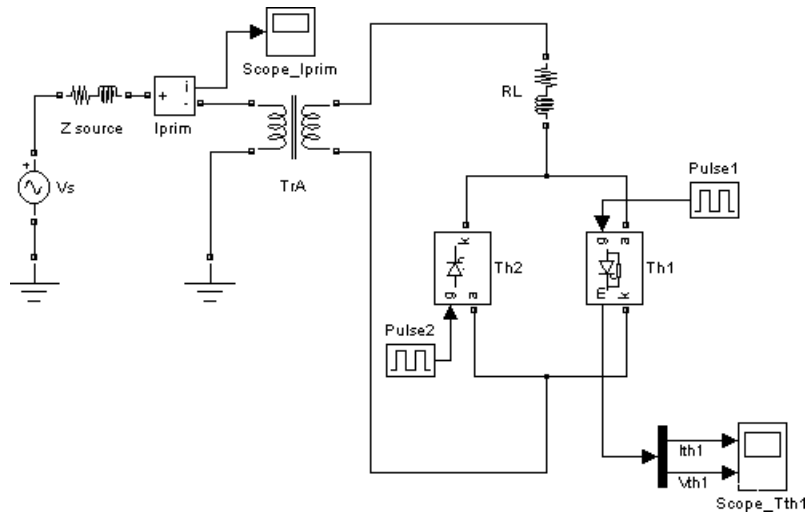 Scope_Iprim
i
+
-
Z source
Iprim
TrA
+
Vs
RL
Pulse1
k
g
a
Th2
g
a
m
k
Th1
Pulse2
Ith1
Vth1
Scope_Tth1